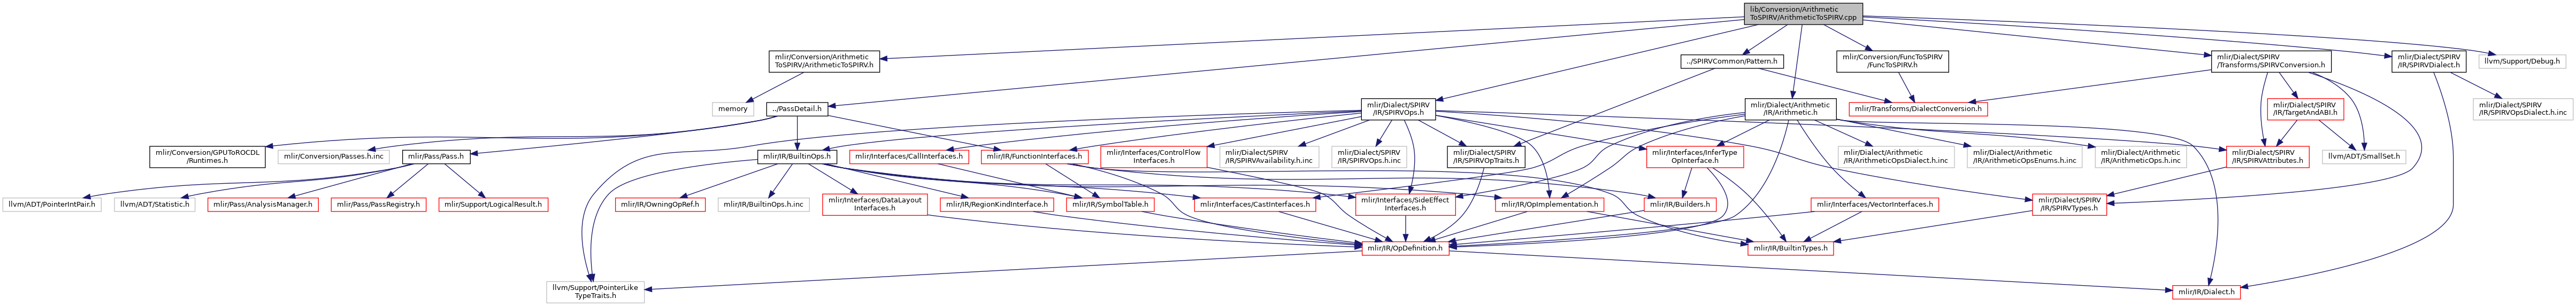 lib/Conversion/Arithmetic
ToSPIRV/ArithmeticToSPIRV.cpp
mlir/Conversion/Arithmetic
ToSPIRV/ArithmeticToSPIRV.h
../SPIRVCommon/Pattern.h
mlir/Conversion/FuncToSPIRV
/FuncToSPIRV.h
mlir/Dialect/SPIRV
/Transforms/SPIRVConversion.h
mlir/Dialect/SPIRV
/IR/SPIRVDialect.h
llvm/Support/Debug.h
memory
../PassDetail.h
mlir/Dialect/SPIRV
/IR/SPIRVOps.h
mlir/Dialect/Arithmetic
/IR/Arithmetic.h
mlir/Transforms/DialectConversion.h
mlir/Dialect/SPIRV
/IR/TargetAndABI.h
mlir/Dialect/SPIRV
/IR/SPIRVOpsDialect.h.inc
mlir/Conversion/GPUToROCDL
/Runtimes.h
mlir/Conversion/Passes.h.inc
mlir/Pass/Pass.h
mlir/IR/BuiltinOps.h
mlir/Interfaces/CallInterfaces.h
mlir/IR/FunctionInterfaces.h
mlir/Interfaces/ControlFlow
Interfaces.h
mlir/Dialect/SPIRV
/IR/SPIRVAvailability.h.inc
mlir/Dialect/SPIRV
/IR/SPIRVOps.h.inc
mlir/Dialect/SPIRV
/IR/SPIRVOpTraits.h
mlir/Interfaces/InferType
OpInterface.h
mlir/Dialect/Arithmetic
/IR/ArithmeticOpsDialect.h.inc
mlir/Dialect/Arithmetic
/IR/ArithmeticOpsEnums.h.inc
mlir/Dialect/Arithmetic
/IR/ArithmeticOps.h.inc
mlir/Dialect/SPIRV
/IR/SPIRVAttributes.h
llvm/ADT/SmallSet.h
llvm/ADT/PointerIntPair.h
llvm/ADT/Statistic.h
mlir/Pass/AnalysisManager.h
mlir/Pass/PassRegistry.h
mlir/Support/LogicalResult.h
mlir/IR/OwningOpRef.h
mlir/IR/BuiltinOps.h.inc
mlir/Interfaces/DataLayout
Interfaces.h
mlir/IR/RegionKindInterface.h
mlir/IR/SymbolTable.h
mlir/Interfaces/CastInterfaces.h
mlir/Interfaces/SideEffect
Interfaces.h
mlir/IR/OpImplementation.h
mlir/IR/Builders.h
mlir/Interfaces/VectorInterfaces.h
mlir/Dialect/SPIRV
/IR/SPIRVTypes.h
mlir/IR/OpDefinition.h
mlir/IR/BuiltinTypes.h
llvm/Support/PointerLike
TypeTraits.h
mlir/IR/Dialect.h